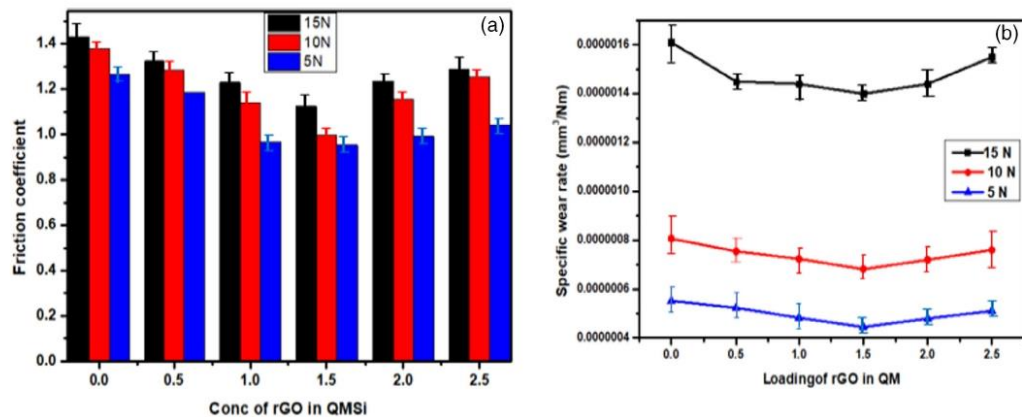 (a)
15N
10N
5N
1.4
1.2
1.0
0.8
0.6
0.4
0.2
0.0
Friction coefficient
0.0 0.5 1.0 1.5 2.0 2.5
Conc of rGO in QMSi
(b)
0.0000016
0.0000014
0.0000012
0.0000010
0.0000008
0.0000006
0.0000004
Specific wear rate (mm³/Nm)
15 N
10 N
5 N
0.0 0.5 1.0 1.5 2.0 2.5
Loadingof rGO in QM